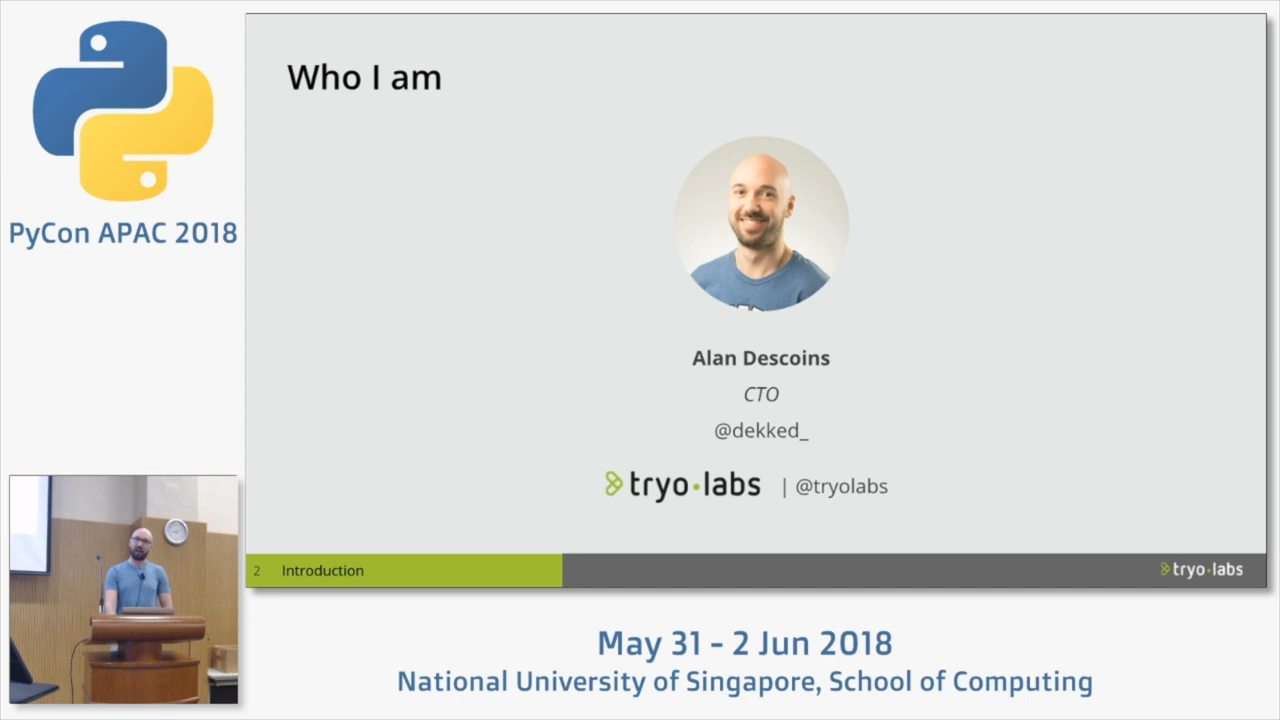 PyCon APAC 2018
Who I am
Alan Descoins
CTO
@dekked_
tryo·labs | @tryolabs
2 Introduction
tryo·labs
May 31 - 2 Jun 2018
National University of Singapore, School of Computing